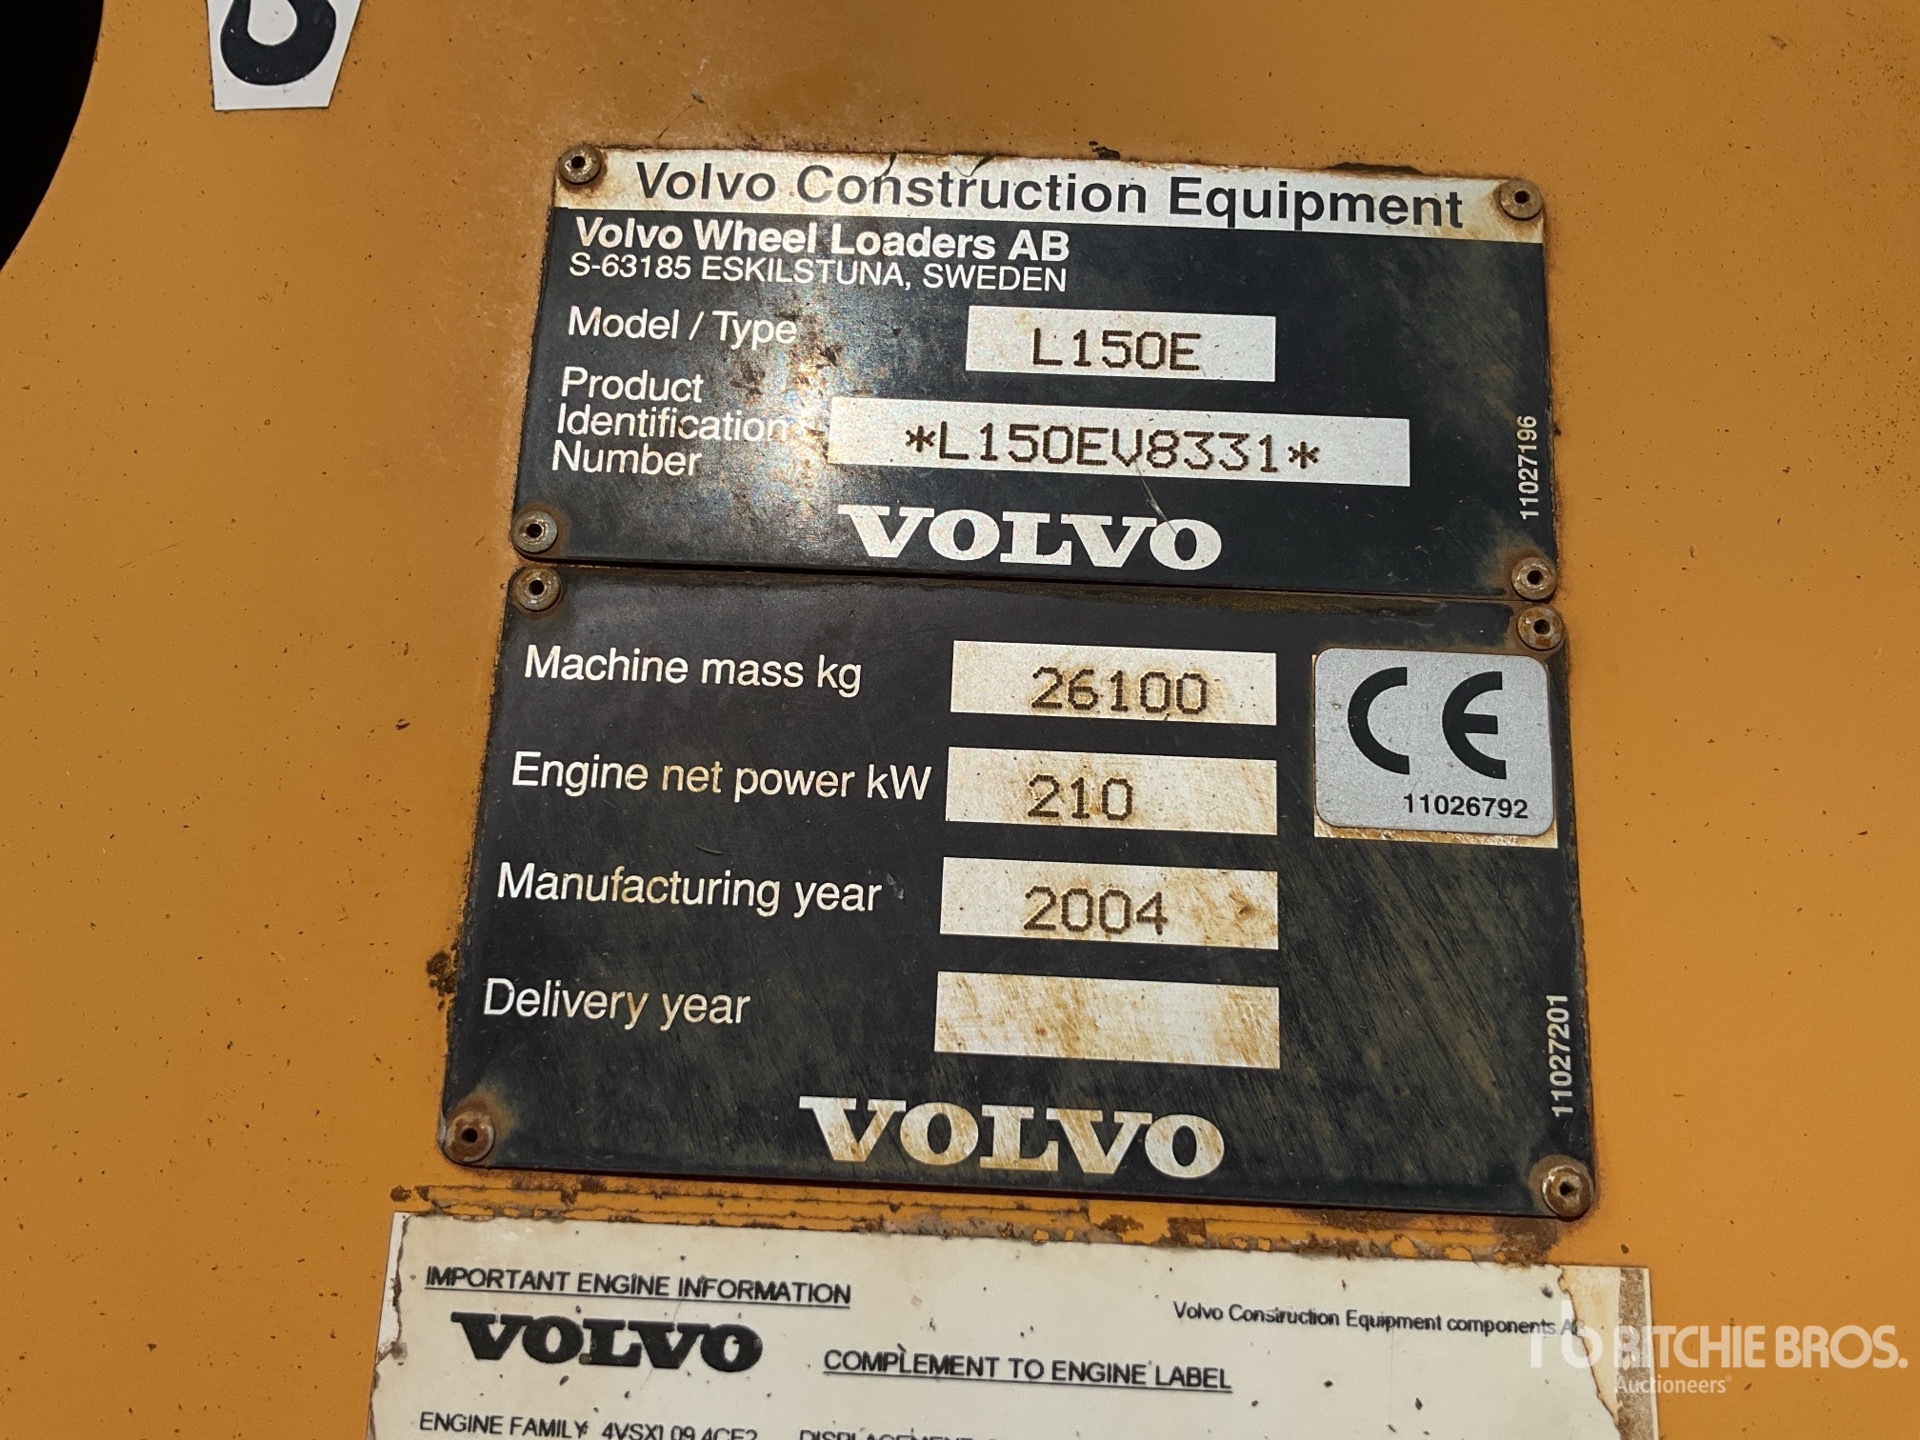 Volvo Construction Equipment
Volvo Wheel Loaders AB
S-63185 ESKILSTUNA, SWEDEN
Model / Type
L150E
Product
Identification
Number
*L150EV8331*
11027196
VOLVO
Machine mass kg
26100
CE
11026792
Engine net power kW
210
Manufacturing year
2004
Delivery year
11027201
VOLVO
IMPORTANT ENGINE INFORMATION
VOLVO
Volvo Construction Equipment components
COMPLEMENT TO ENGINE LABEL
ENGINE FAMILY
RITCHIE BROS.
Auctioneers